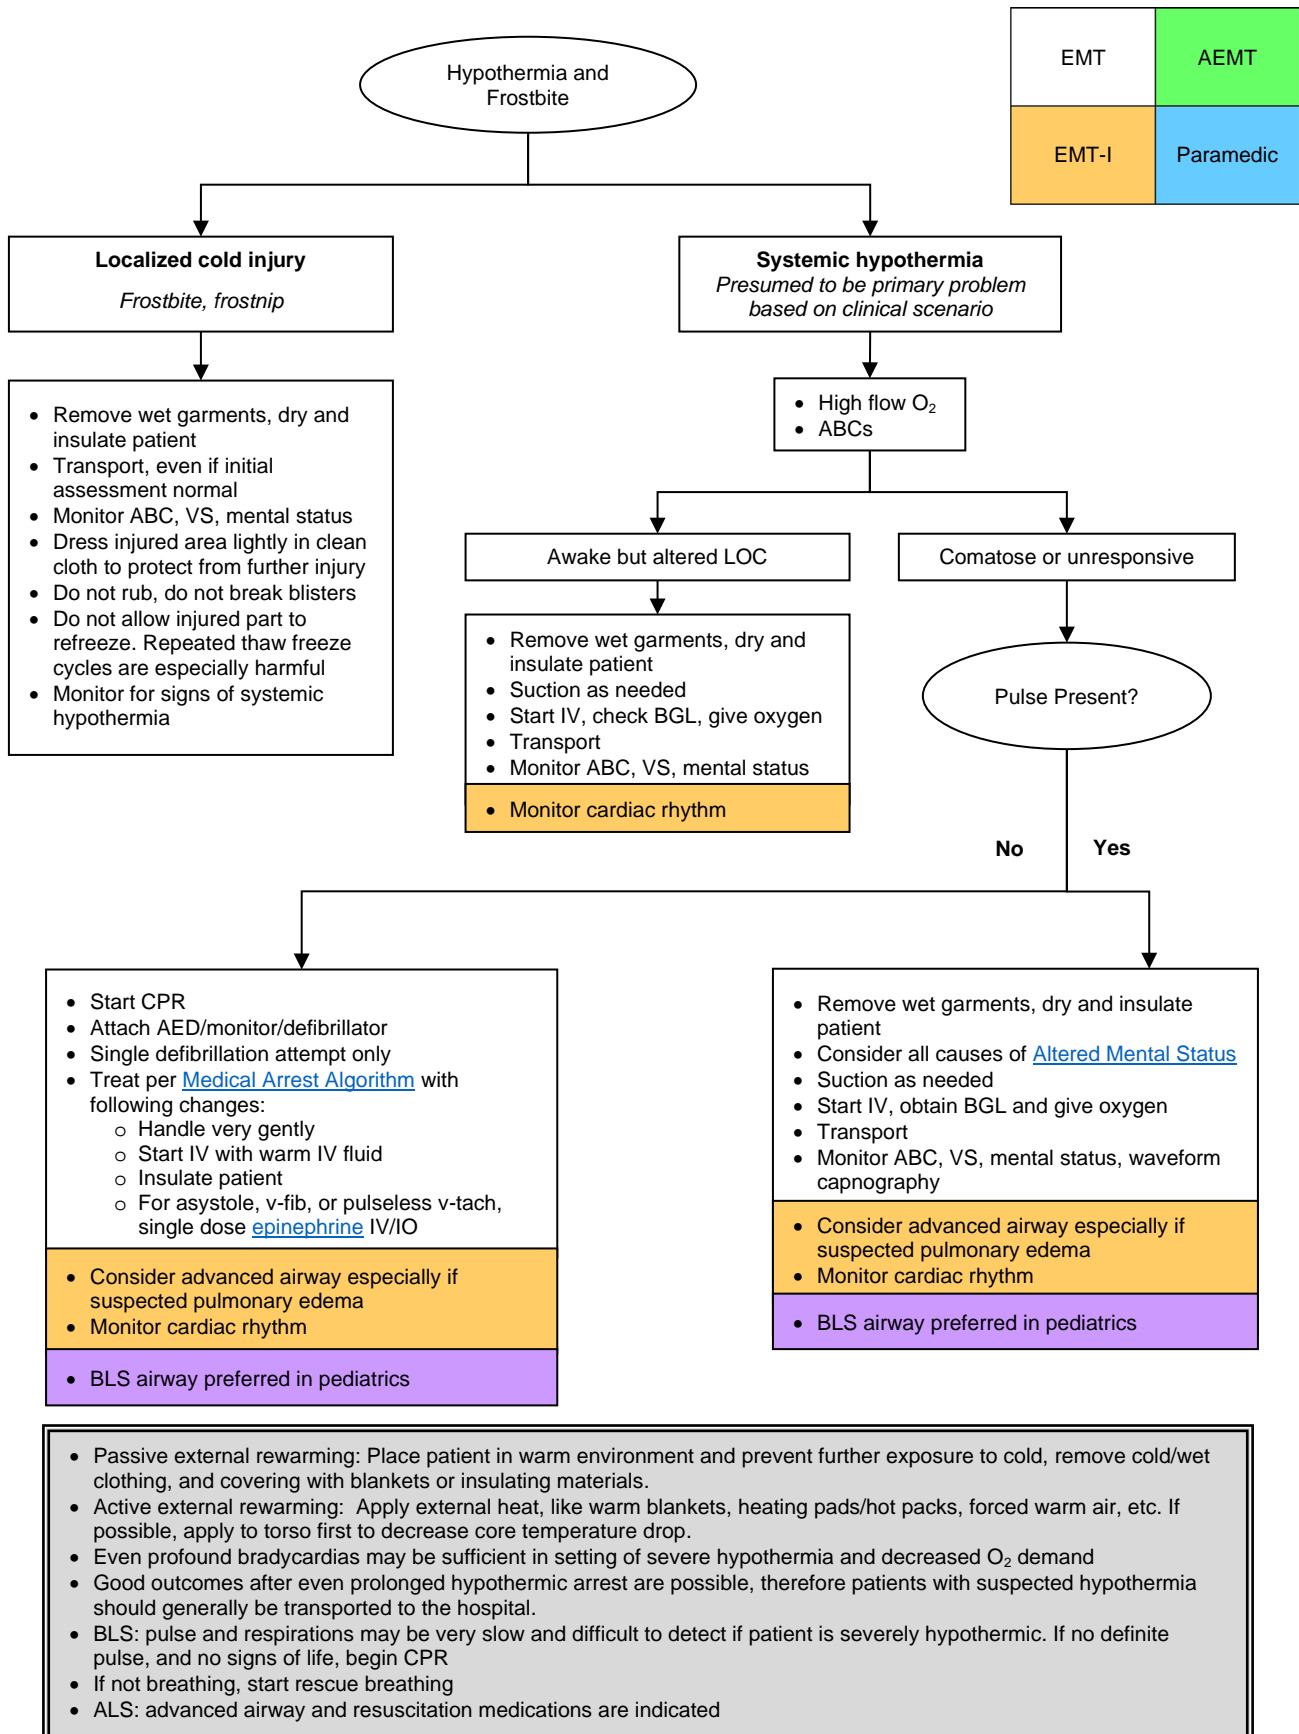 Hypothermia and
Frostbite
EMT
AEMT
EMT-I
Paramedic
Localized cold injury
Frostbite, frostnip
Systemic hypothermia
Presumed to be primary problem
based on clinical scenario
• Remove wet garments, dry and
insulate patient
• Transport, even if initial
assessment normal
• Monitor ABC, VS, mental status
• Dress injured area lightly in clean
cloth to protect from further injury
• Do not rub, do not break blisters
• Do not allow injured part to
refreeze. Repeated thaw freeze
cycles are especially harmful
• Monitor for signs of systemic
hypothermia
• High flow O₂
• ABCs
Awake but altered LOC
Comatose or unresponsive
• Remove wet garments, dry and
insulate patient
• Suction as needed
• Start IV, check BGL, give oxygen
• Transport
• Monitor ABC, VS, mental status
• Monitor cardiac rhythm
Pulse Present?
No
Yes
• Start CPR
• Attach AED/monitor/defibrillator
• Single defibrillation attempt only
• Treat per Medical Arrest Algorithm with
following changes:
o Handle very gently
o Start IV with warm IV fluid
o Insulate patient
o For asystole, v-fib, or pulseless v-tach,
single dose epinephrine IV/IO
• Consider advanced airway especially if
suspected pulmonary edema
• Monitor cardiac rhythm
• BLS airway preferred in pediatrics
• Remove wet garments, dry and insulate
patient
• Consider all causes of Altered Mental Status
• Suction as needed
• Start IV, obtain BGL and give oxygen
• Transport
• Monitor ABC, VS, mental status, waveform
capnography
• Consider advanced airway especially if
suspected pulmonary edema
• Monitor cardiac rhythm
• BLS airway preferred in pediatrics
• Passive external rewarming: Place patient in warm environment and prevent further exposure to cold, remove cold/wet
clothing, and covering with blankets or insulating materials.
• Active external rewarming:  Apply external heat, like warm blankets, heating pads/hot packs, forced warm air, etc. If
possible, apply to torso first to decrease core temperature drop.
• Even profound bradycardias may be sufficient in setting of severe hypothermia and decreased O₂ demand
• Good outcomes after even prolonged hypothermic arrest are possible, therefore patients with suspected hypothermia
should generally be transported to the hospital.
• BLS: pulse and respirations may be very slow and difficult to detect if patient is severely hypothermic. If no definite
pulse, and no signs of life, begin CPR
• If not breathing, start rescue breathing
• ALS: advanced airway and resuscitation medications are indicated